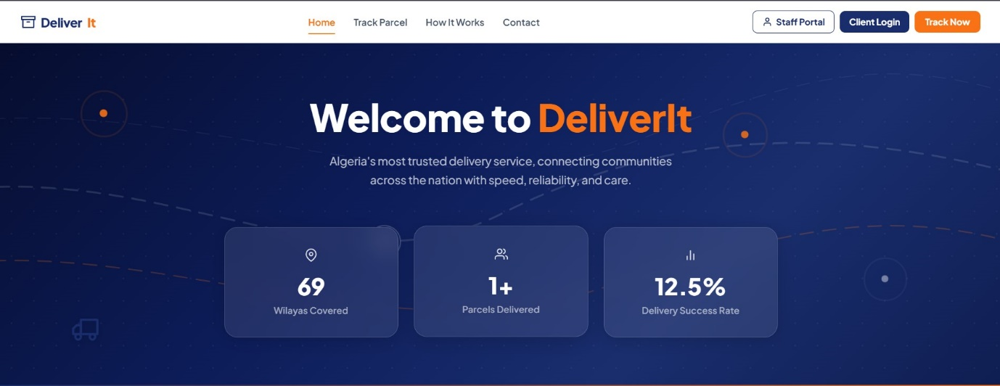 Deliver It
Home
Track Parcel
How It Works
Contact
Staff Portal
Client Login
Track Now
Welcome to DeliverIt
Algeria's most trusted delivery service, connecting communities
across the nation with speed, reliability, and care.
69
Wilayas Covered
1+
Parcels Delivered
12.5%
Delivery Success Rate